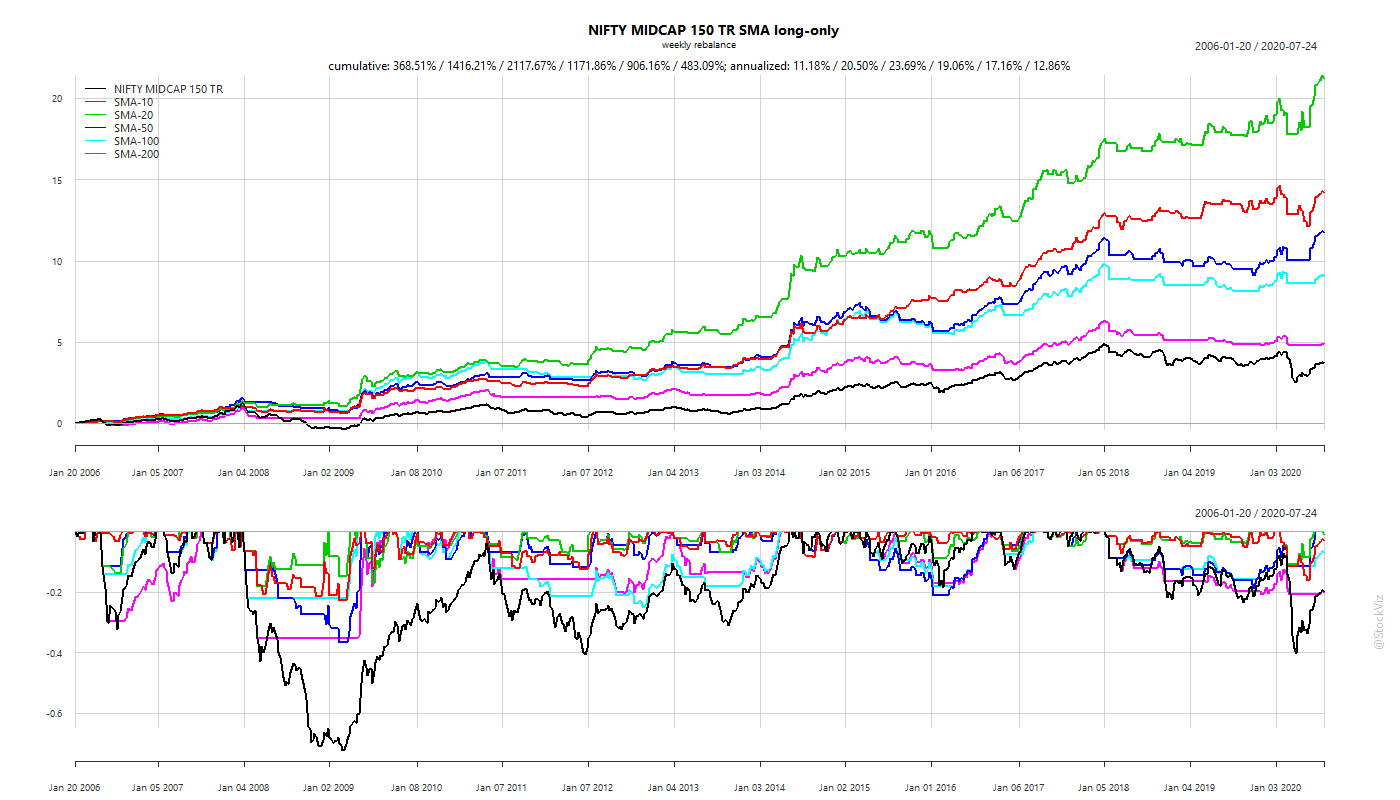 NIFTY MIDCAP 150 TR SMA long-only
weekly rebalance
2006-01-20 / 2020-07-24
cumulative: 368.51% / 1416.21% / 2117.67% / 1171.86% / 906.16% / 483.09%; annualized: 11.18% / 20.50% / 23.69% / 19.06% / 17.16% / 12.86%
NIFTY MIDCAP 150 TR
SMA-10
SMA-20
SMA-50
SMA-100
SMA-200
20
15
10
5
0
Jan 20 2006 Jan 05 2007 Jan 04 2008 Jan 02 2009 Jan 08 2010 Jan 07 2011 Jan 07 2012 Jan 04 2013 Jan 03 2014 Jan 02 2015 Jan 01 2016 Jan 06 2017 Jan 05 2018 Jan 04 2019 Jan 03 2020
2006-01-20 / 2020-07-24
-0.2
-0.4
-0.6
Jan 20 2006 Jan 05 2007 Jan 04 2008 Jan 02 2009 Jan 08 2010 Jan 07 2011 Jan 07 2012 Jan 04 2013 Jan 03 2014 Jan 02 2015 Jan 01 2016 Jan 06 2017 Jan 05 2018 Jan 04 2019 Jan 03 2020
@StockViz